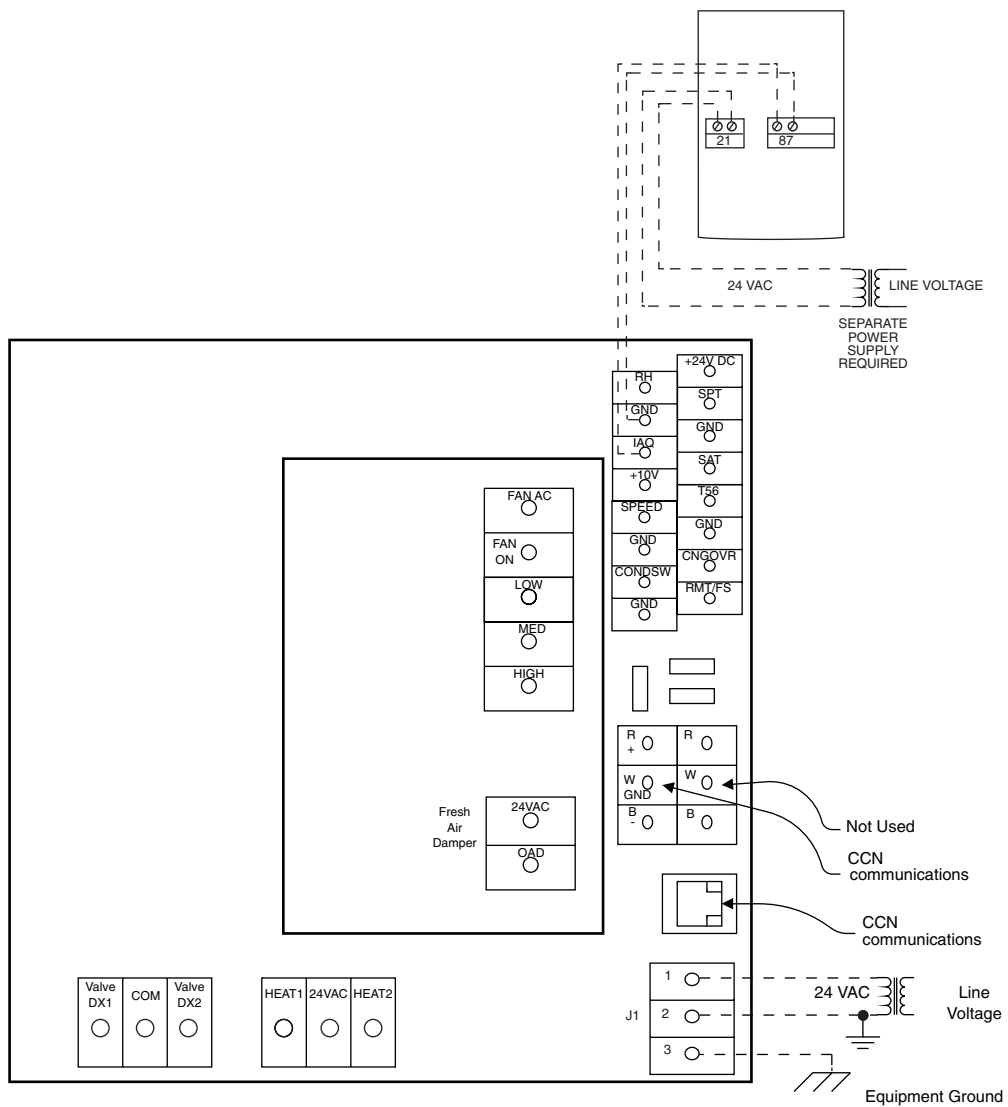 21
87
24 VAC
LINE VOLTAGE
SEPARATE
POWER
SUPPLY
REQUIRED
+24V DC
RH
SPT
GND
GND
IAQ
SAT
+10V
T56
SPEED
GND
GND
CNGOVR
CONDSW
RMT/FS
GND
FAN AC
FAN
ON
LOW
MED
HIGH
R
+
R
W
GND
W
B
-
B
Not Used
CCN
communications
CCN
communications
Fresh
Air
Damper
24VAC
OAD
Valve
DX1
COM
Valve
DX2
HEAT1
24VAC
HEAT2
J1
1
2
3
24 VAC
Line
Voltage
Equipment Ground